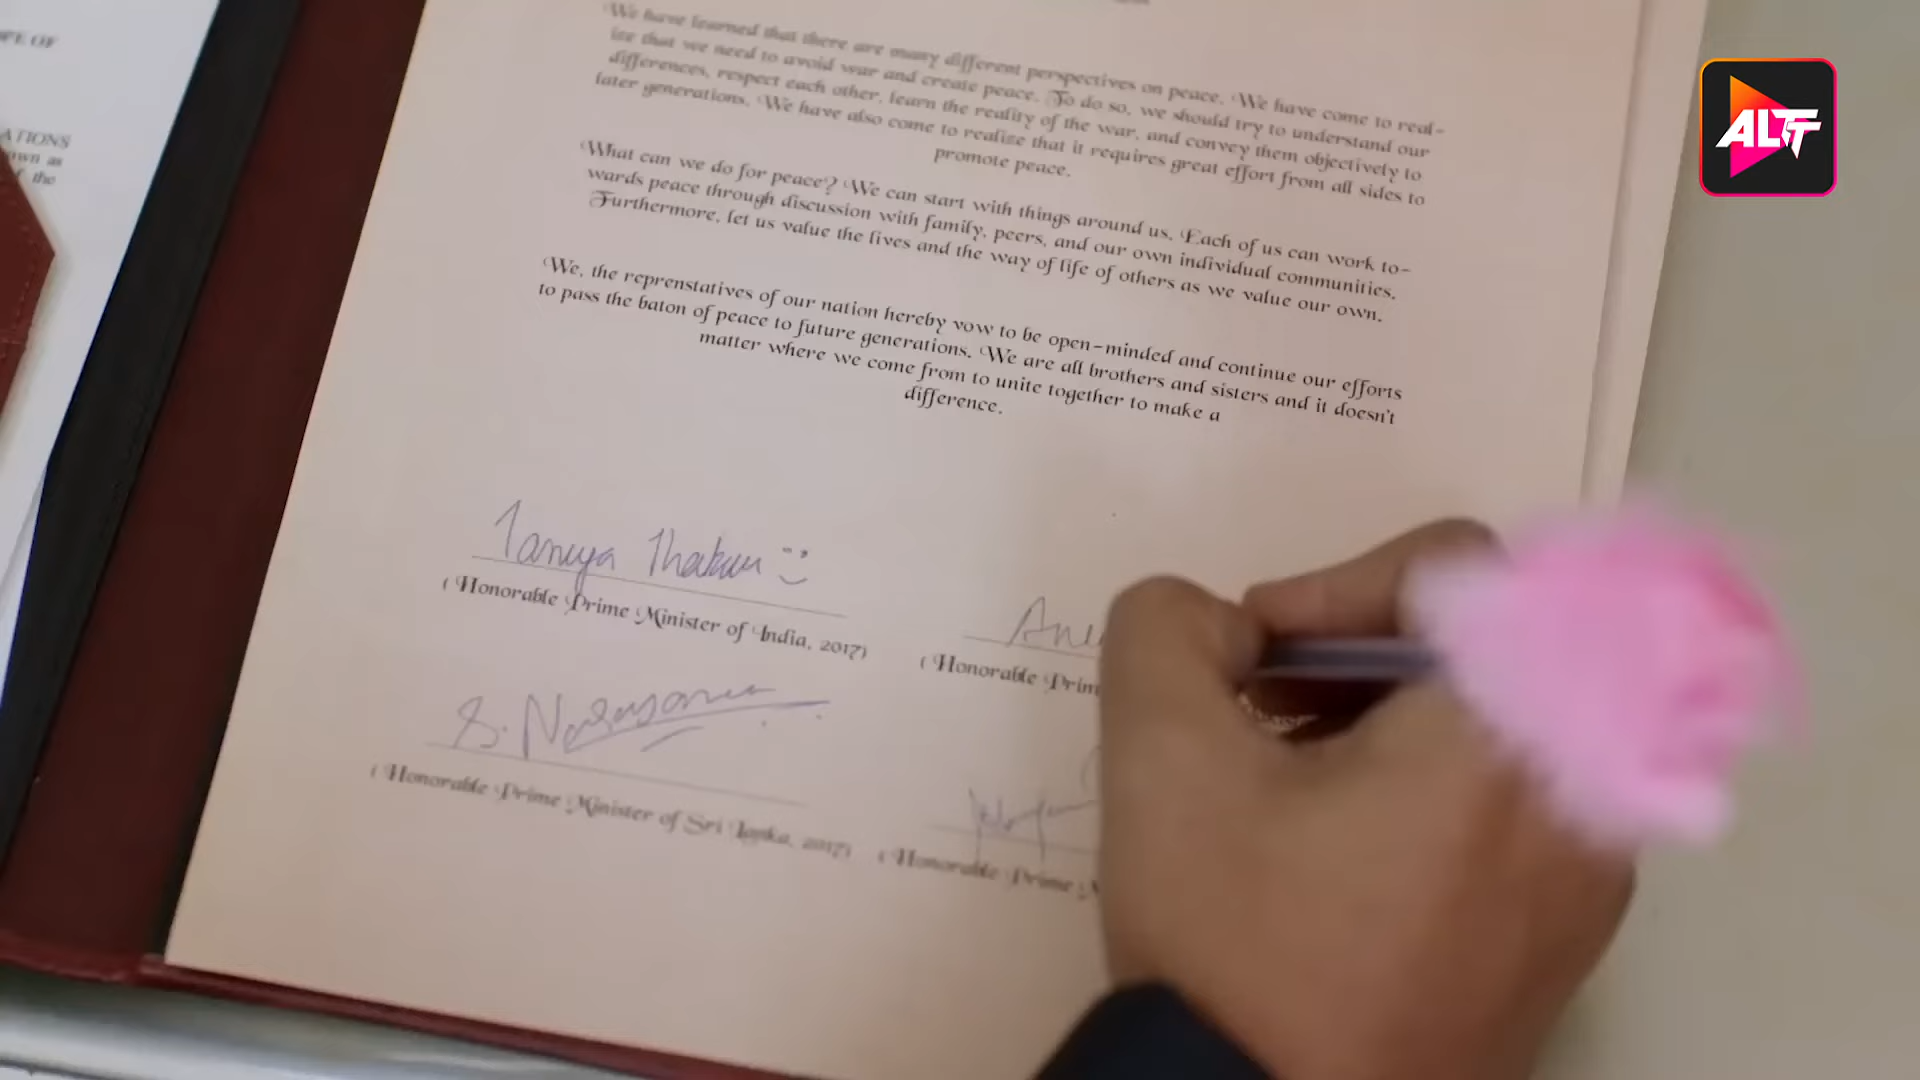 ATIONS
own as
f the
We have learned that there are many different perspectives on peace. We have come to real-
ize that we need to avoid war and create peace. To do so, we should try to understand our
differences, respect each other, learn the reality of the war, and convey them objectively to
later generations. We have also come to realize that it requires great effort from all sides to
promote peace.
What can we do for peace? We can start with things around us. Each of us can work to-
wards peace through discussion with family, peers, and our own individual communities.
Furthermore, let us value the lives and the way of life of others as we value our own.
We, the reprenstatives of our nation hereby vow to be open-minded and continue our efforts
to pass the baton of peace to future generations. We are all brothers and sisters and it doesn't
matter where we come from to unite together to make a
difference.
Tanuya Thakur
(Honorable Prime Minister of India, 2017)
(Honorable Prim
(Honorable Prime Minister of Sri Lanka, 2017)
(Honorable Prime M
ALTT